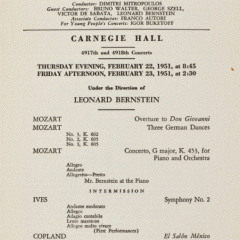 Conductor: DIMITRI MITROPOULOS
Guest Conductors: BRUNO WALTER, GEORGE SZELL,
VICTOR DE SABATA, LEONARD BERNSTEIN
Associate Conductor: FRANCO AUTORI
For Young People's Concerts: IGOR BUKETOFF
CARNEGIE HALL
4917th and 4918th Concerts
THURSDAY EVENING, FEBRUARY 22, 1951, at 8:45
FRIDAY AFTERNOON, FEBRUARY 23, 1951, at 2:30
Under the Direction of
LEONARD BERNSTEIN
MOZART Overture to Don Giovanni
MOZART Three German Dances
No. 3, K. 602
No. 2, K. 605
No. 3, K. 605
MOZART Concerto, G major, K. 453, for
Piano and Orchestra
Allegro
Andante
Allegretto—Presto
Mr. Bernstein at the Piano
INTERMISSION
IVES Symphony No. 2
Andante moderato
Allegro
Adagio cantabile
Lento maestoso
Allegro molto vivace
(First Performances)
COPLAND El Salón México